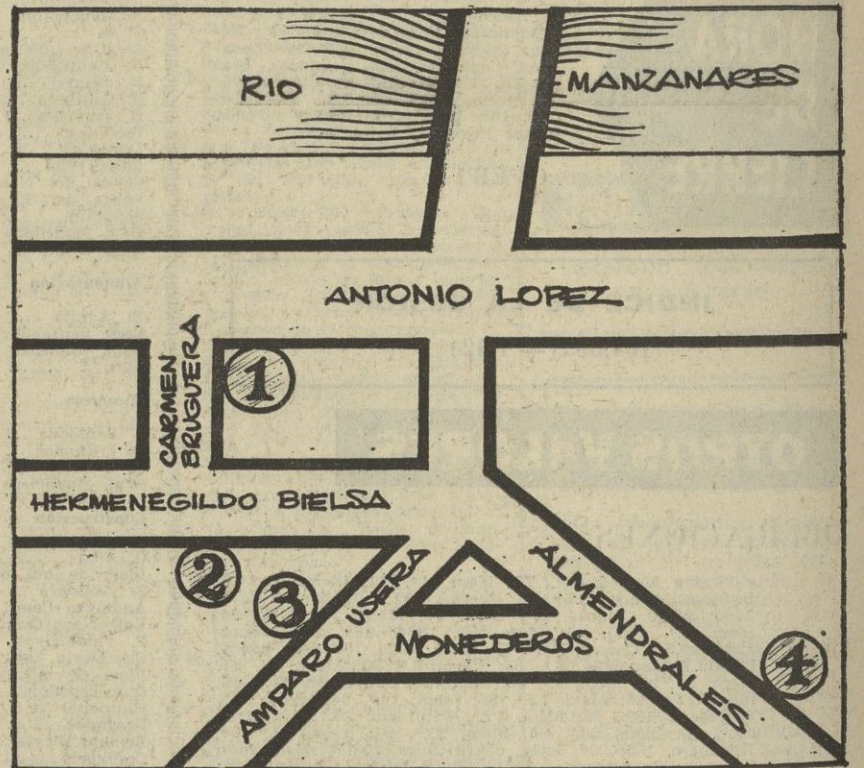 RIO
MANZANARES
ANTONIO LOPEZ
CARMEN
BRUGUERA
1
HERMENEGILDO BIELSA
2
3
AMPARO USERA
MONEDEROS
ALMENDRALES
4